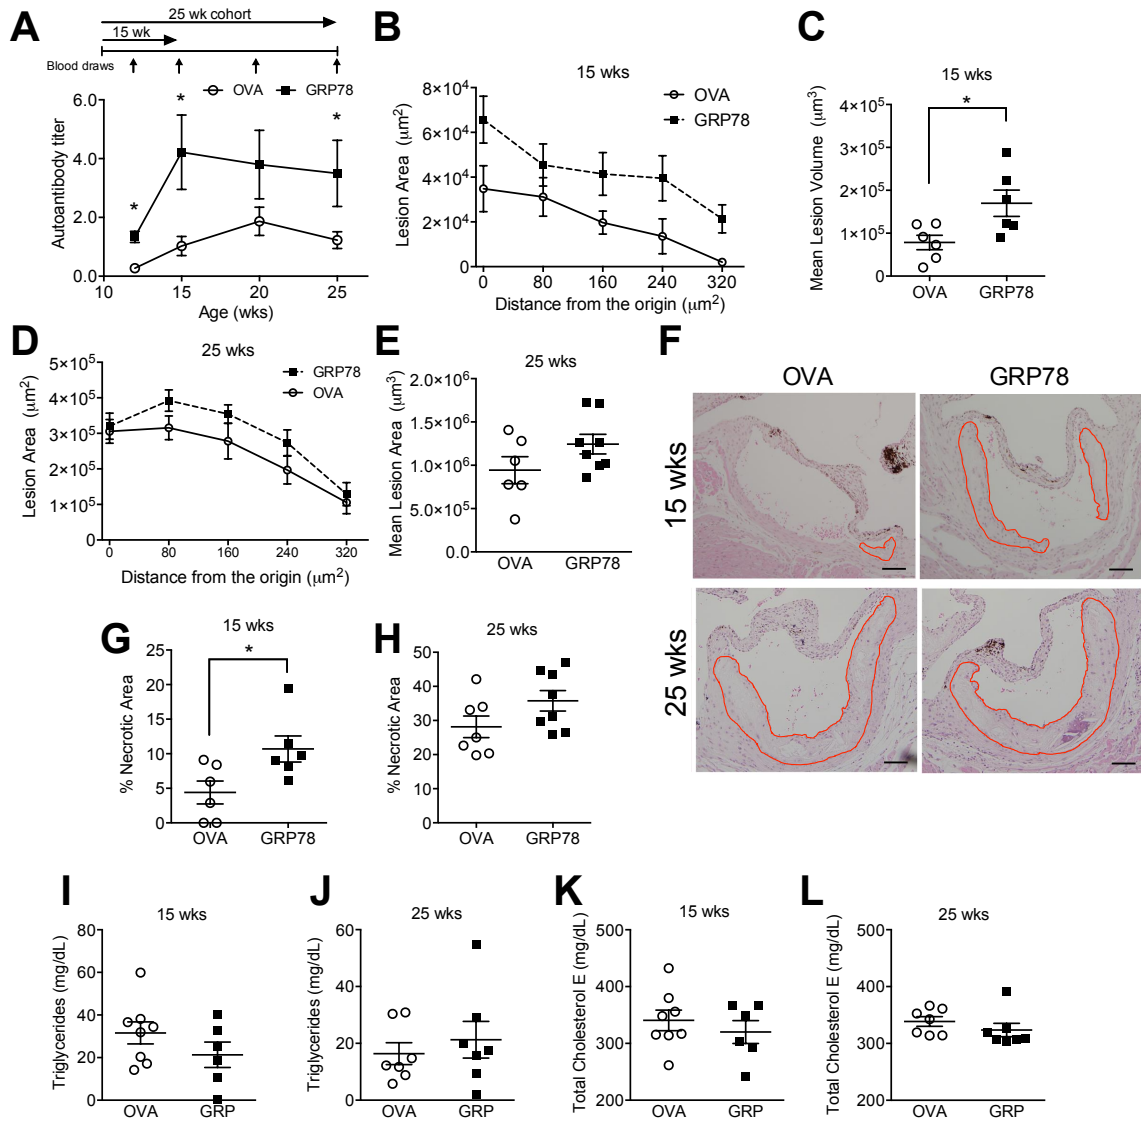 A
25 wk cohort
15 wk
Blood draws
OVA
GRP78
*
*
*
Autoantibody titer
6.0
4.0
2.0
0.0
10 15 20 25
Age (wks)
B
15 wks
OVA
GRP78
Lesion Area (μm²)
8×10⁴
6×10⁴
4×10⁴
2×10⁴
0
0 80 160 240 320
Distance from the origin (μm²)
C
15 wks
*
Mean Lesion Volume (μm³)
4×10⁵
3×10⁵
2×10⁵
1×10⁵
0
OVA GRP78
D
25 wks
GRP78
OVA
Lesion Area (μm²)
5×10⁵
4×10⁵
3×10⁵
2×10⁵
1×10⁵
0
0 80 160 240 320
Distance from the origin (μm²)
E
25 wks
Mean Lesion Area (μm³)
2.0×10⁶
1.5×10⁶
1.0×10⁶
5.0×10⁵
0.0
OVA GRP78
F
OVA GRP78
15 wks
25 wks
G
15 wks
*
% Necrotic Area
25
20
15
10
5
0
OVA GRP78
H
25 wks
% Necrotic Area
50
40
30
20
10
0
OVA GRP78
I
15 wks
Triglycerides (mg/dL)
80
60
40
20
0
OVA GRP
J
25 wks
Triglycerides (mg/dL)
60
40
20
0
OVA GRP
K
15 wks
Total Cholesterol E (mg/dL)
500
400
300
200
OVA GRP
L
25 wks
Total Cholesterol E (mg/dL)
500
400
300
200
OVA GRP